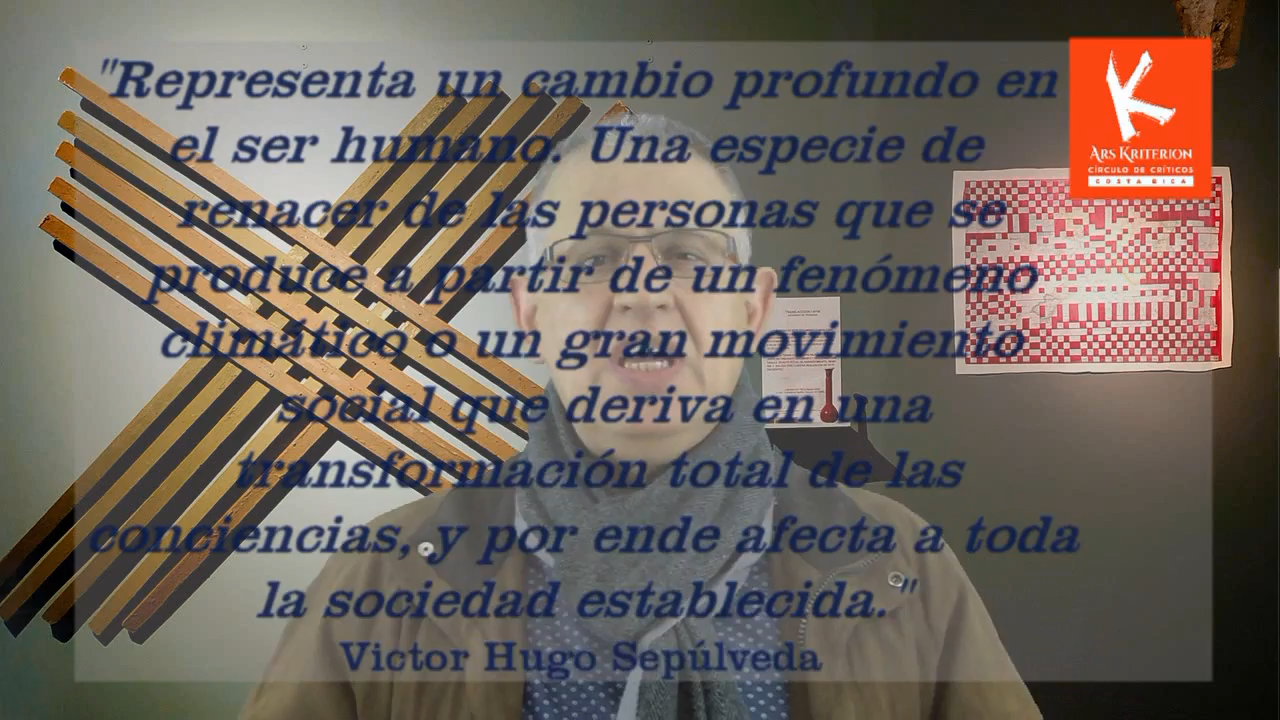 "Representa un cambio profundo en
el ser humano. Una especie de
renacer de las personas que se
produce a partir de un fenómeno
climático o un gran movimiento
social que deriva en una
transformación total de las
conciencias, y por ende afecta a toda
la sociedad establecida."
Victor Hugo Sepúlveda
K
ARS KRITERION
CÍRCULO DE CRÍTICOS
COSTA RICA